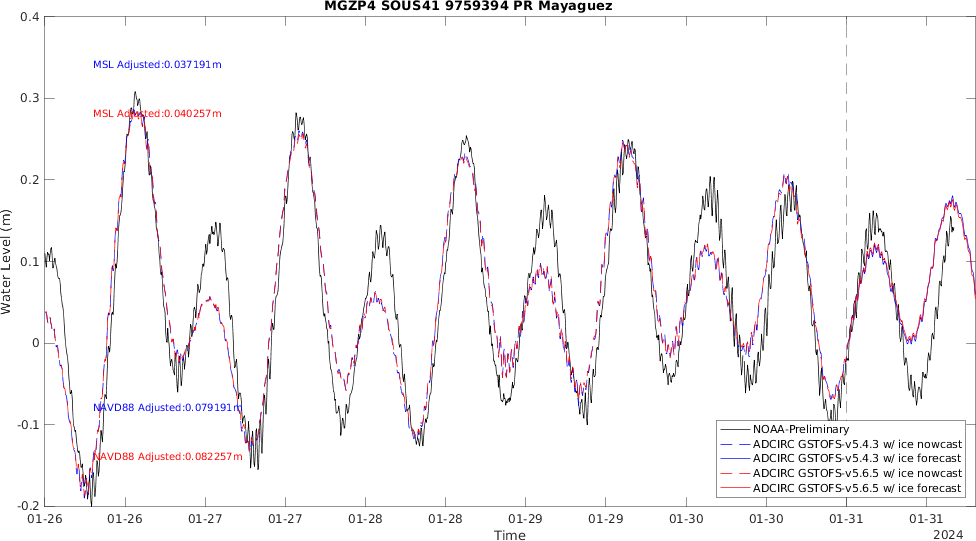 MGZP4 SOUS41 9759394 PR Mayaguez
0.4
0.3
0.2
0.1
0
-0.1
-0.2
Water Level (m)
MSL Adjusted:0.037191m
MSL Adjusted:0.040257m
NAVD88 Adjusted:0.079191m
NAVD88 Adjusted:0.082257m
NOAA-Preliminary
ADCIRC GSTOFS-v5.4.3 w/ ice nowcast
ADCIRC GSTOFS-v5.4.3 w/ ice forecast
ADCIRC GSTOFS-v5.6.5 w/ ice nowcast
ADCIRC GSTOFS-v5.6.5 w/ ice forecast
01-26 01-26 01-27 01-27 01-28 01-28 01-29 01-29 01-30 01-30 01-31 01-31
Time
2024